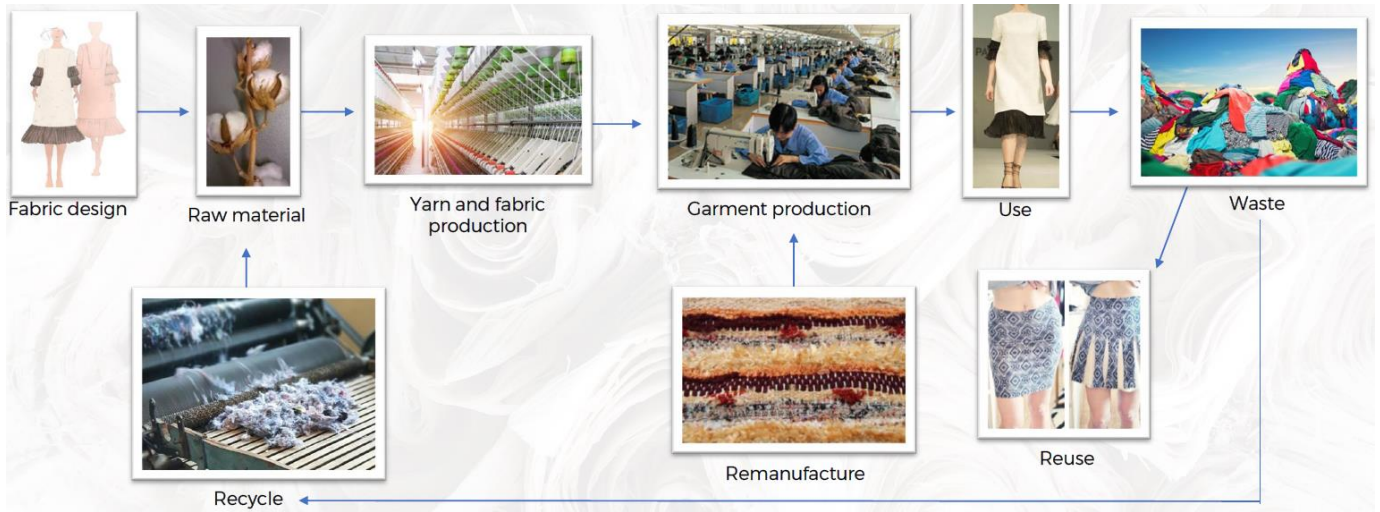 Fabric design
Raw material
Yarn and fabric
production
Garment production
Use
Waste
Recycle
Remanufacture
Reuse